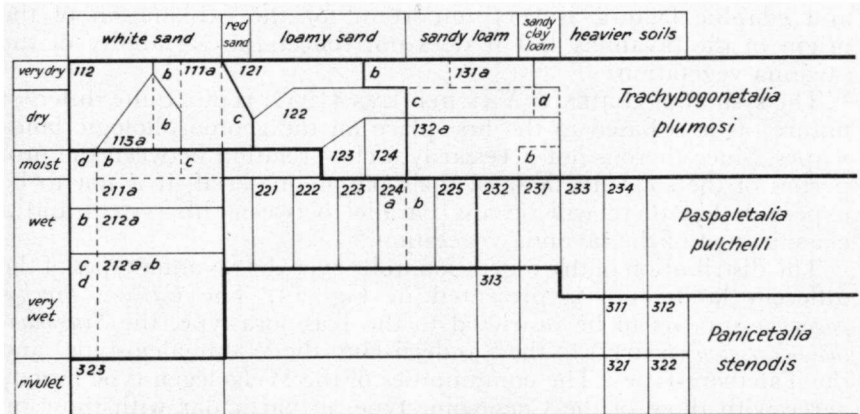 white sand
red sand
loamy sand
sandy loam
sandy clay loam
heavier soils
very dry
112
b
111a
121
b
131a
dry
b
113a
c
122
c
d
132a
Trachypogonetalia plumosi
moist
d
b
c
123
124
b
211a
221
222
223
224
a
b
225
232
231
233
234
wet
b
212a
Paspaletalia pulchelli
c
212a,b
d
very wet
313
311
312
Panicetalia stenodis
321
322
323
rivulet